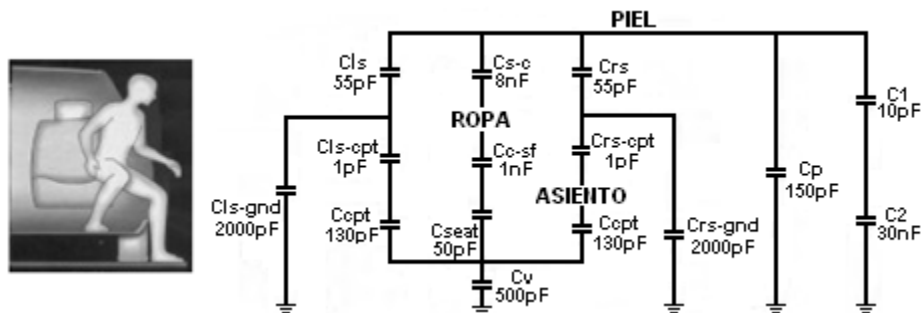 PIEL
Cls
55pF
Cs-c
8nF
Crs
55pF
C1
10pF
ROPA
Cls-cpt
1pF
Cc-sf
1nF
Crs-cpt
1pF
Cp
150pF
Cls-gnd
2000pF
Ccpt
130pF
Cseat
50pF
ASIENTO
Ccpt
130pF
Crs-gnd
2000pF
C2
30nF
Cv
500pF